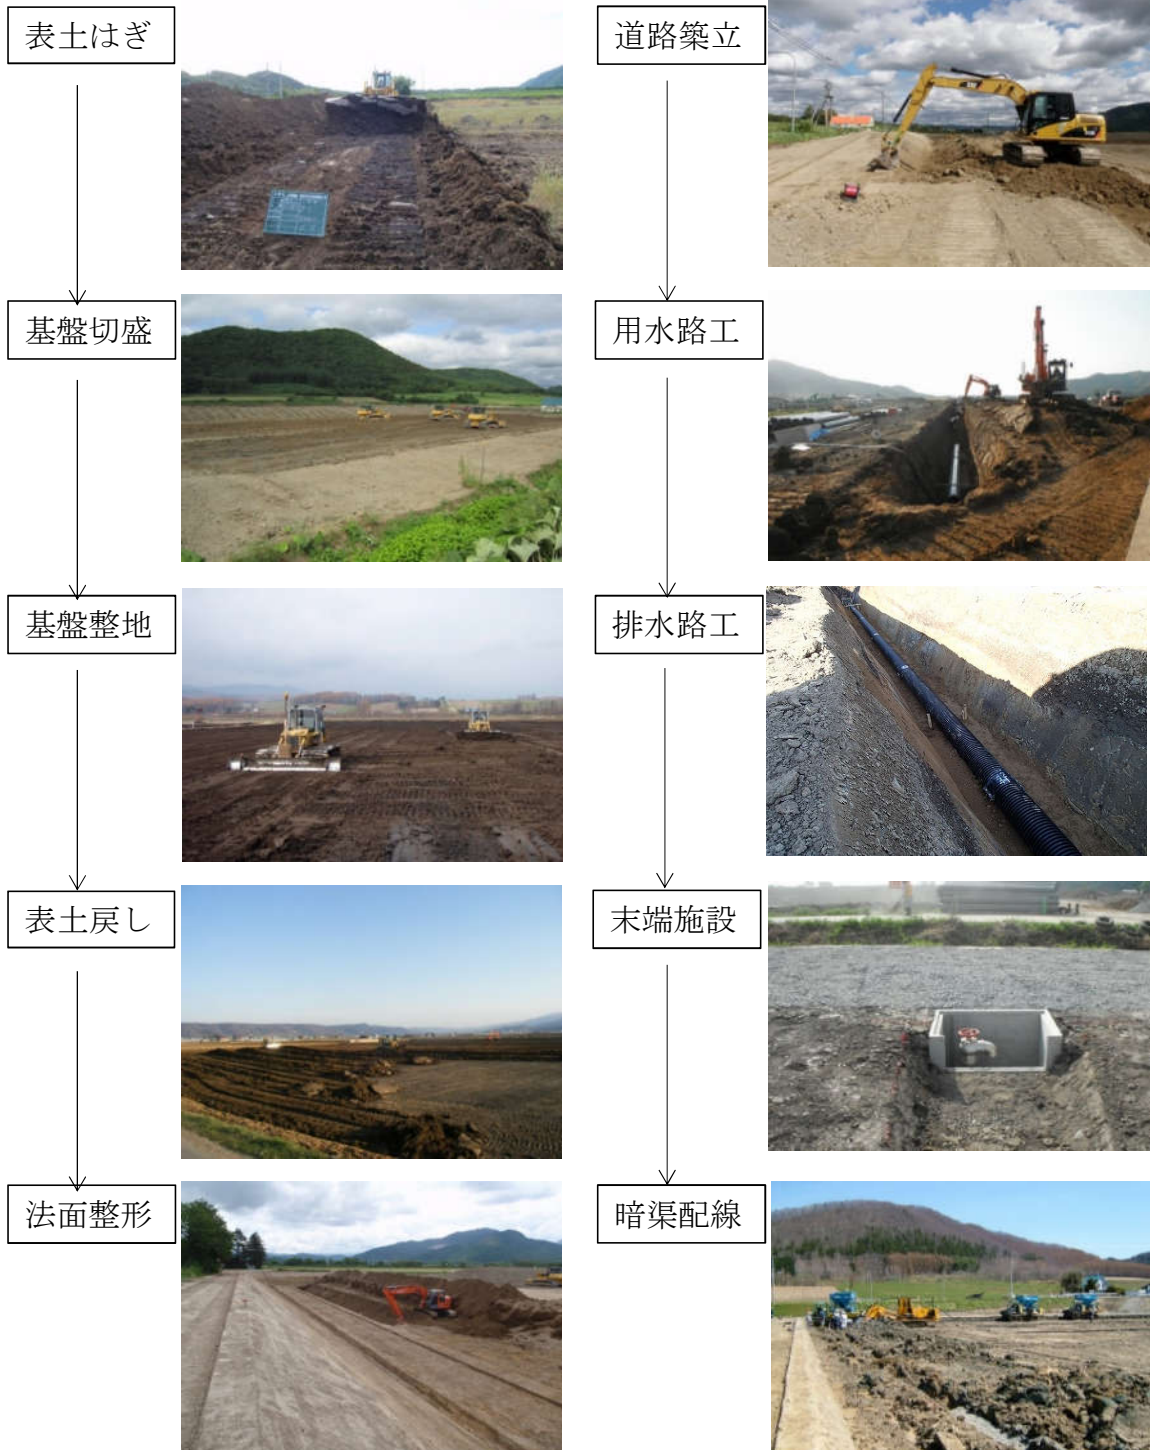 表土はぎ
基盤切盛
基盤整地
表土戻し
法面整形
道路築立
用水路工
排水路工
末端施設
暗渠配線